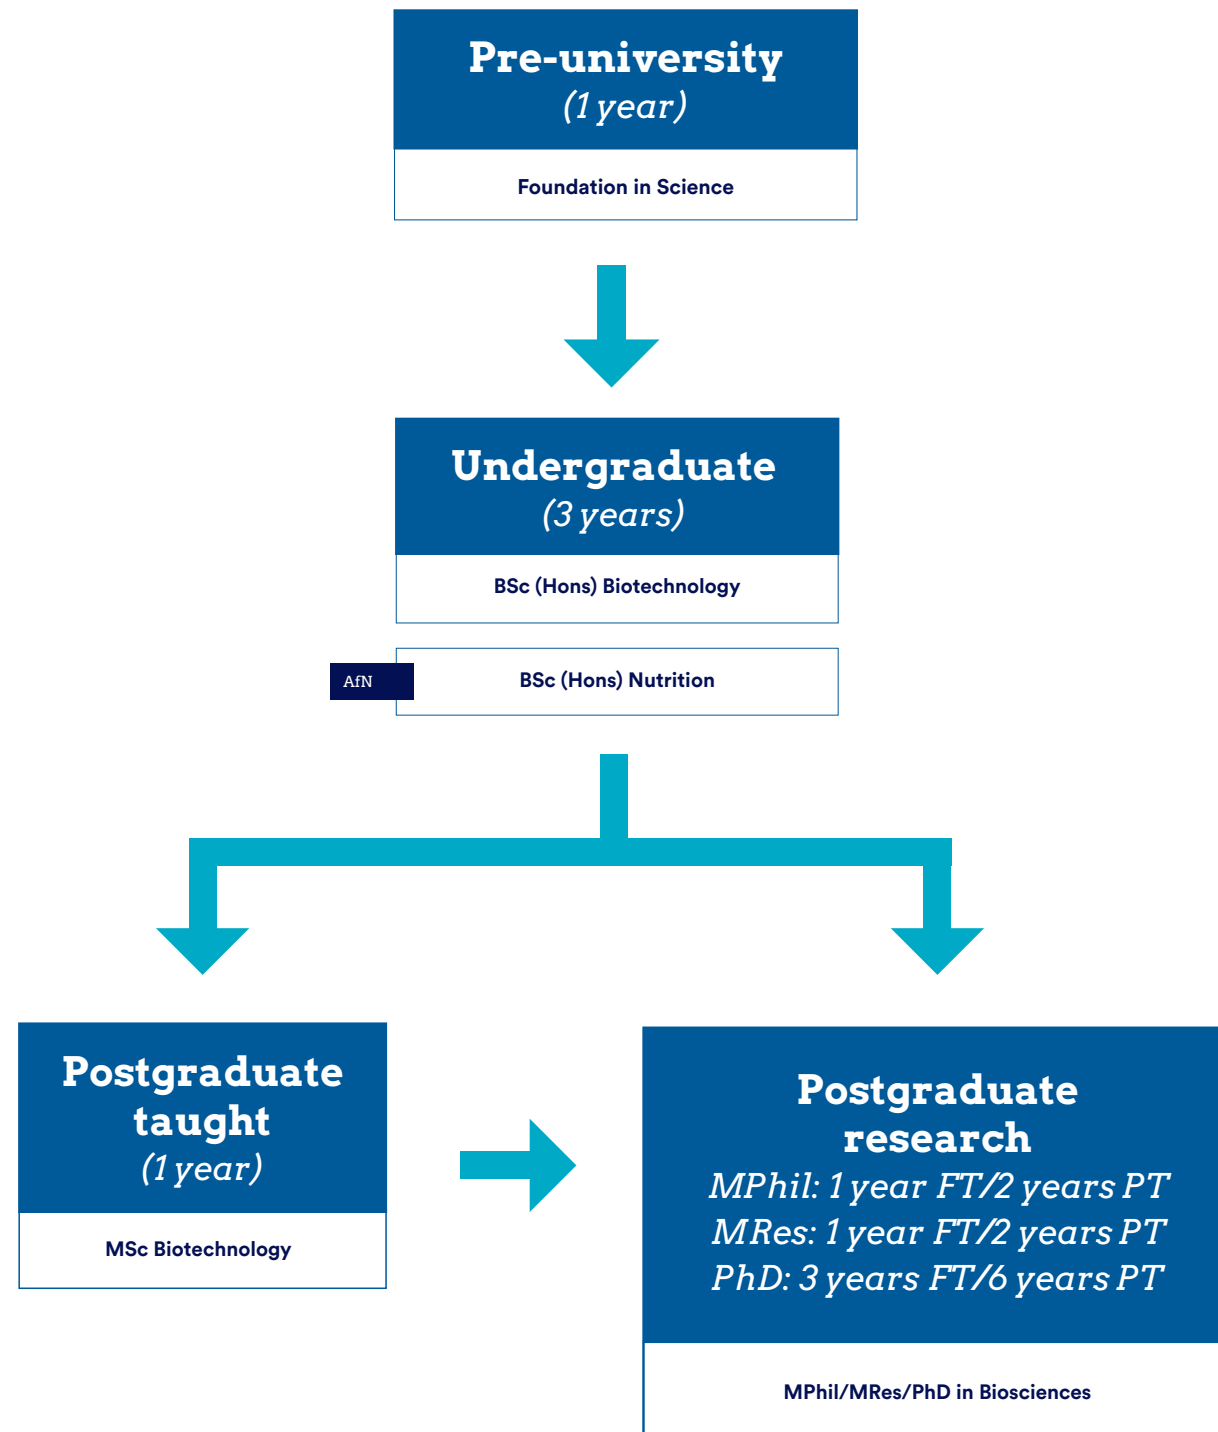 Pre-university
(1 year)
Foundation in Science
Undergraduate
(3 years)
BSc (Hons) Biotechnology
AfN
BSc (Hons) Nutrition
Postgraduate
taught
(1 year)
MSc Biotechnology
Postgraduate
research
MPhil: 1 year FT/2 years PT
MRes: 1 year FT/2 years PT
PhD: 3 years FT/6 years PT
MPhil/MRes/PhD in Biosciences